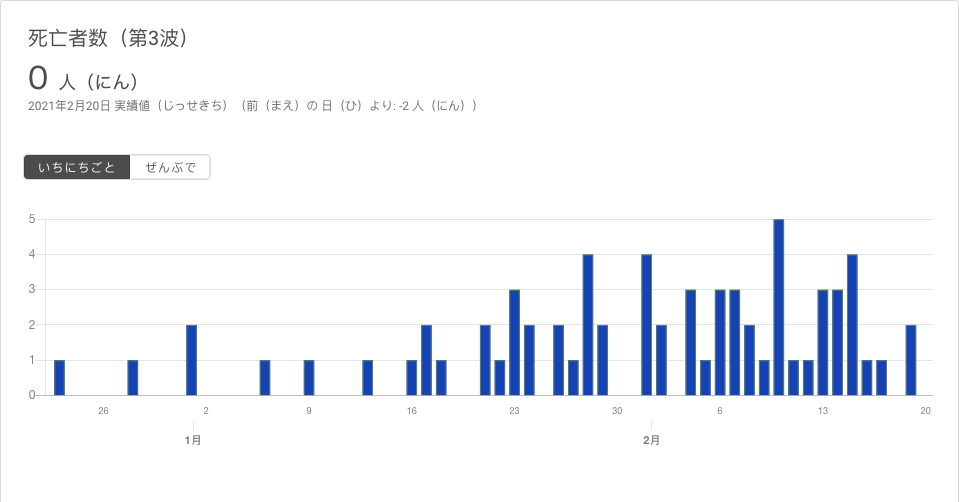 死亡者数（第3波）
0 人（にん）
2021年2月20日 実績値（じっせきち）（前（まえ）の 日（ひ）より: -2 人（にん））
いちにちごと ぜんぶで
5
4
3
2
1
0
26 2 9 16 23 30 6 13 20
1月 2月